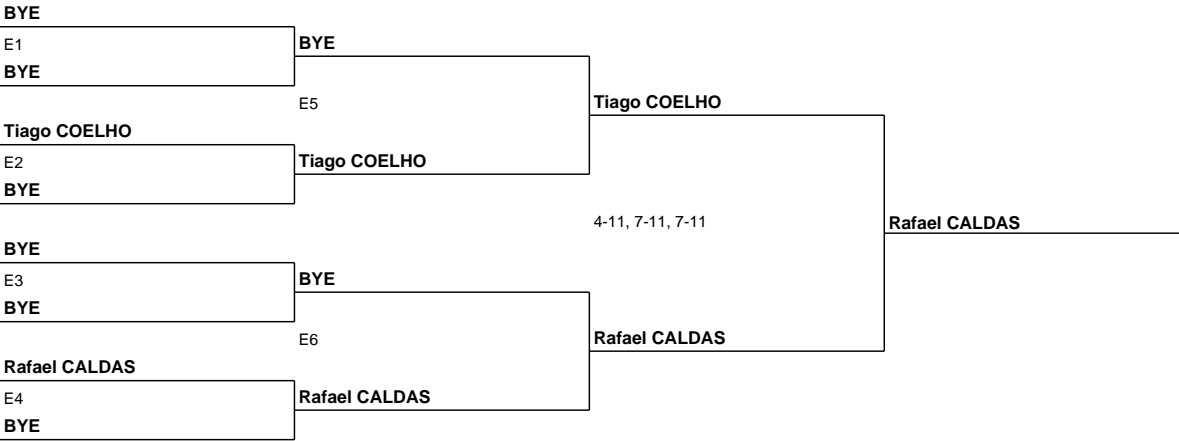 BYE
E1
BYE
BYE
E5
Tiago COELHO
Tiago COELHO
E2
Tiago COELHO
BYE
4-11, 7-11, 7-11
Rafael CALDAS
BYE
E3
BYE
BYE
E6
Rafael CALDAS
Rafael CALDAS
E4
Rafael CALDAS
BYE